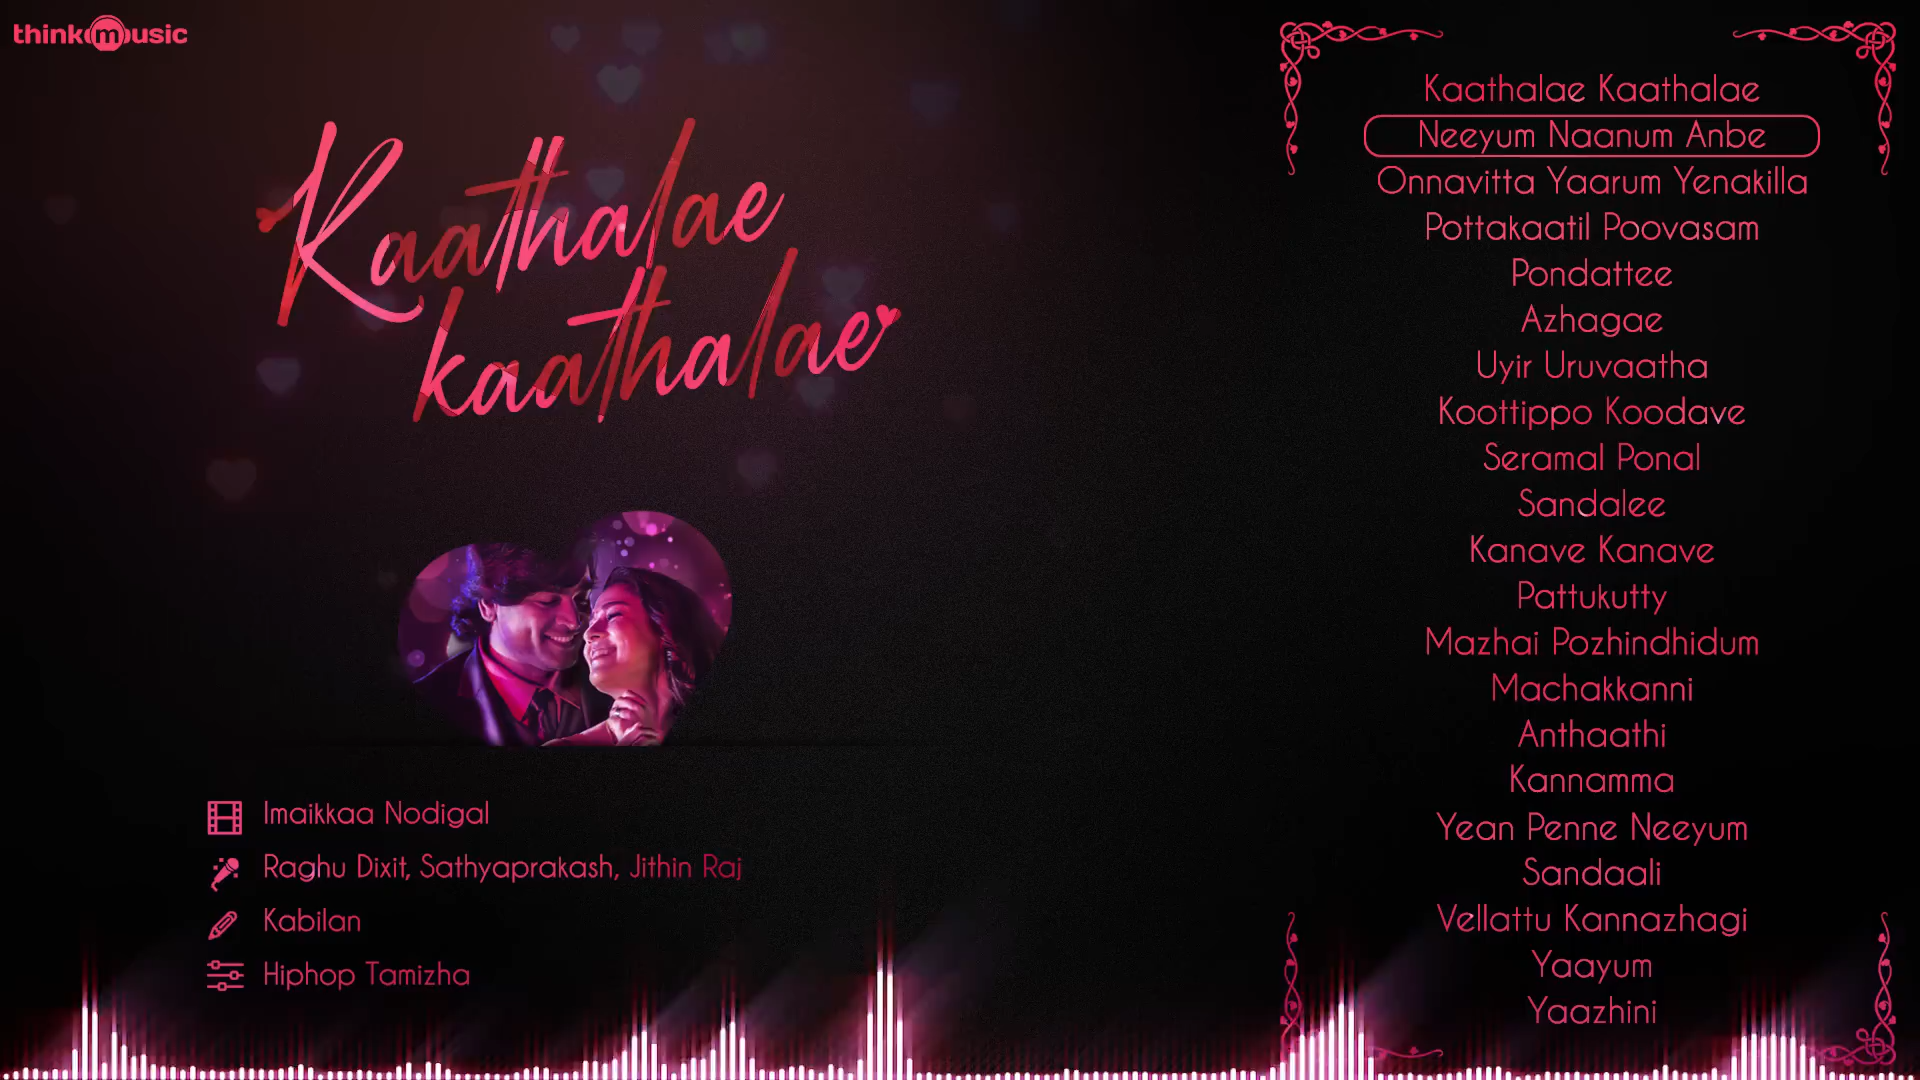 thinkmusic
Kaathalae
kaathalae
Imaikkaa Nodigal
Raghu Dixit, Sathyaprakash, Jithin Raj
Kabilan
Hiphop Tamizha
Kaathalae Kaathalae
Neeyum Naanum Anbe
Onnavitta Yaarum Yenakilla
Pottakaatil Poovasam
Pondattee
Azhagae
Uyir Uruvaatha
Koottippo Koodave
Seramal Ponal
Sandalee
Kanave Kanave
Pattukutty
Mazhai Pozhindhidum
Machakkanni
Anthaathi
Kannamma
Yean Penne Neeyum
Sandaali
Vellattu Kannazhagi
Yaayum
Yaazhini